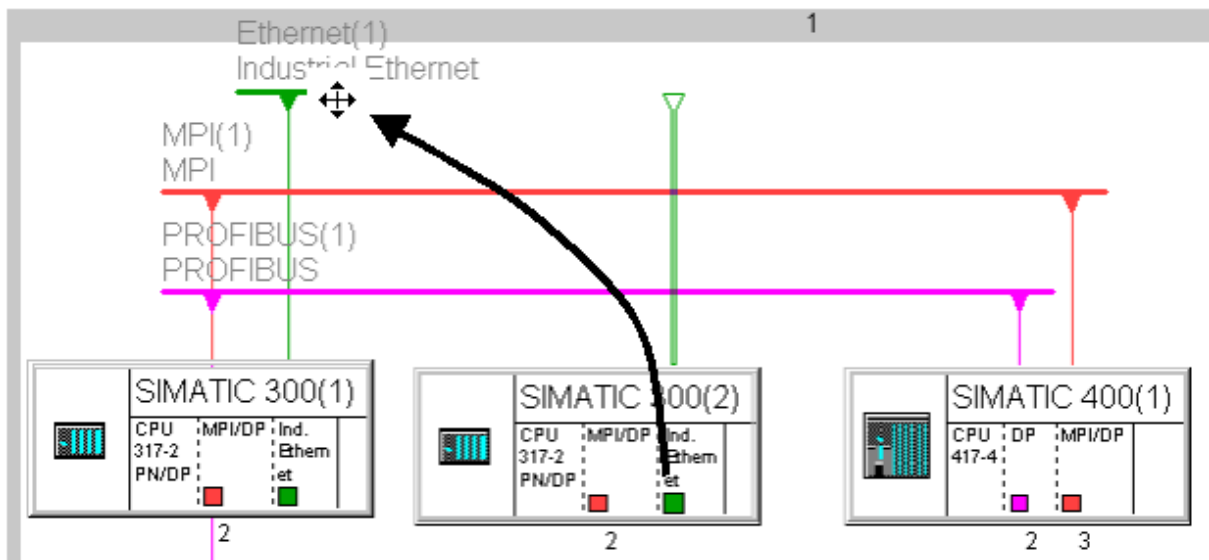 1
Ethernet(1)
Industrial Ethernet
MPI(1)
MPI
PROFIBUS(1)
PROFIBUS
SIMATIC 300(1)
CPU 317-2 PN/DP
MPI/DP
Ind. Ethern et
2
SIMATIC 300(2)
CPU 317-2 PN/DP
MPI/DP
Ind. Ethern et
2
SIMATIC 400(1)
CPU 417-4
DP
MPI/DP
2
3